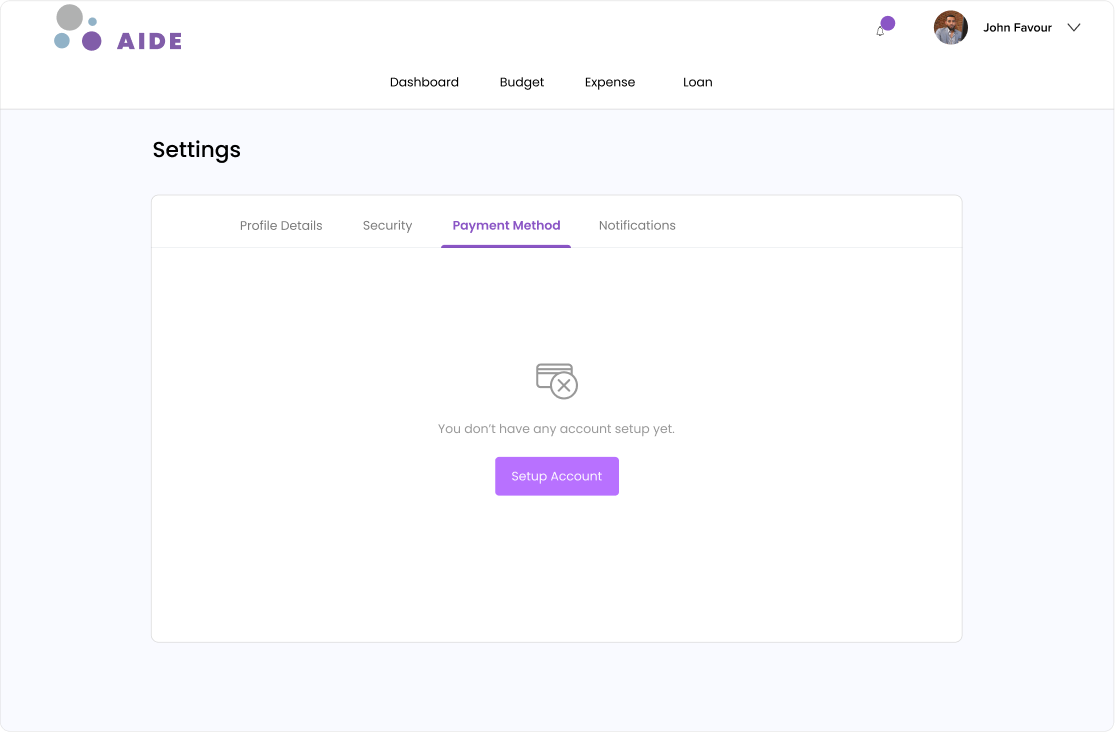 AIDE
John Favour
Dashboard Budget Expense Loan
Settings
Profile Details Security Payment Method Notifications
You don’t have any account setup yet.
Setup Account